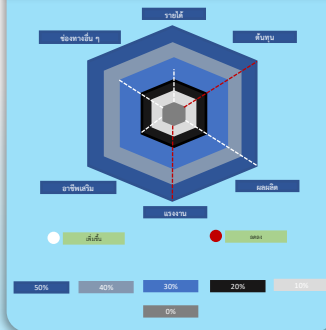 รายได้
ช่องทางอื่น ๆ
ต้นทุน
อาชีพเสริม
ผลผลิต
แรงงาน
เพิ่มขึ้น
ลดลง
50%
40%
30%
20%
10%
0%